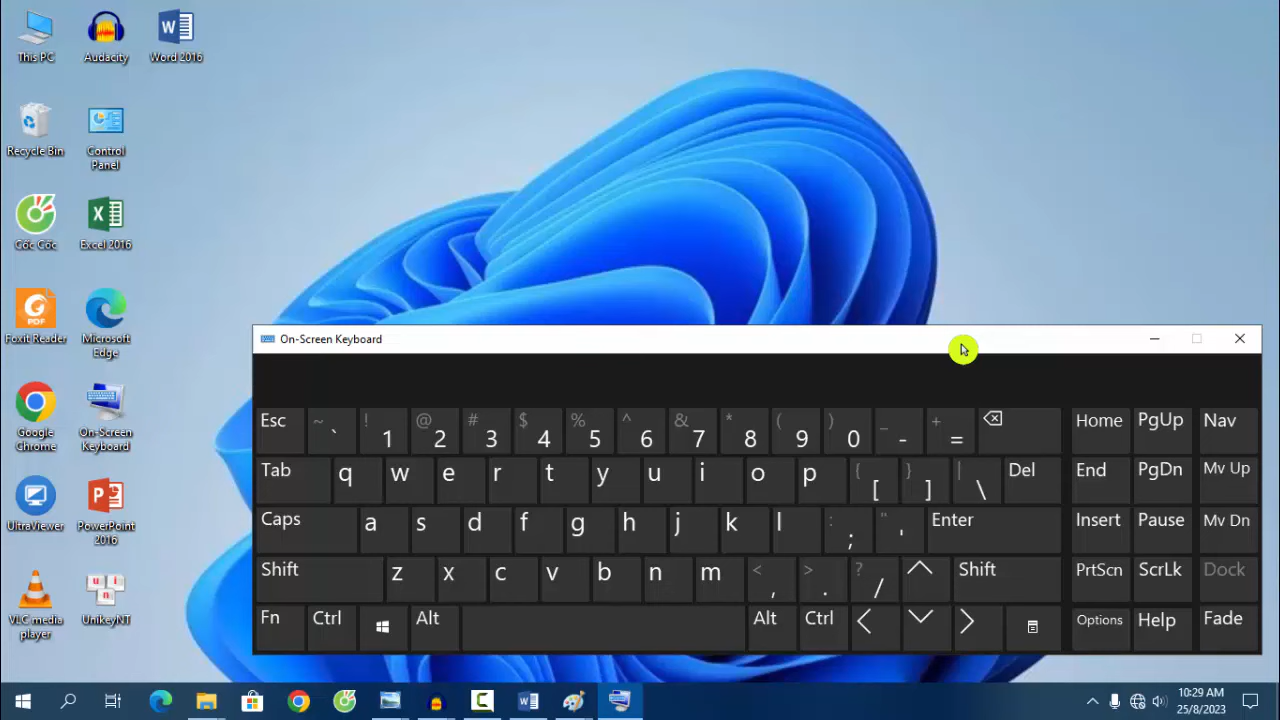 This PC
Audacity
Word 2016
Recycle Bin
Control
Panel
Cốc Cốc
Excel 2016
Foxit Reader
Microsoft
Edge
Google
Chrome
On-Screen
Keyboard
UltraViewer
PowerPoint
2016
VLC media
player
UnikeyNT
On-Screen Keyboard
Esc ~ ` ! 1 @ 2 # 3 $ 4 % 5 ^ 6 & 7 * 8 ( 9 ) 0 _ - + = Home PgUp Nav
Tab q w e r t y u i o p { [ } ] | \ Del End PgDn Mv Up
Caps a s d f g h j k l : ; " ' Enter Insert Pause Mv Dn
Shift z x c v b n m < , > . ? / Shift PrtScn ScrLk Dock
Fn Ctrl Alt Alt Ctrl Options Help Fade
10:29 AM
25/8/2023